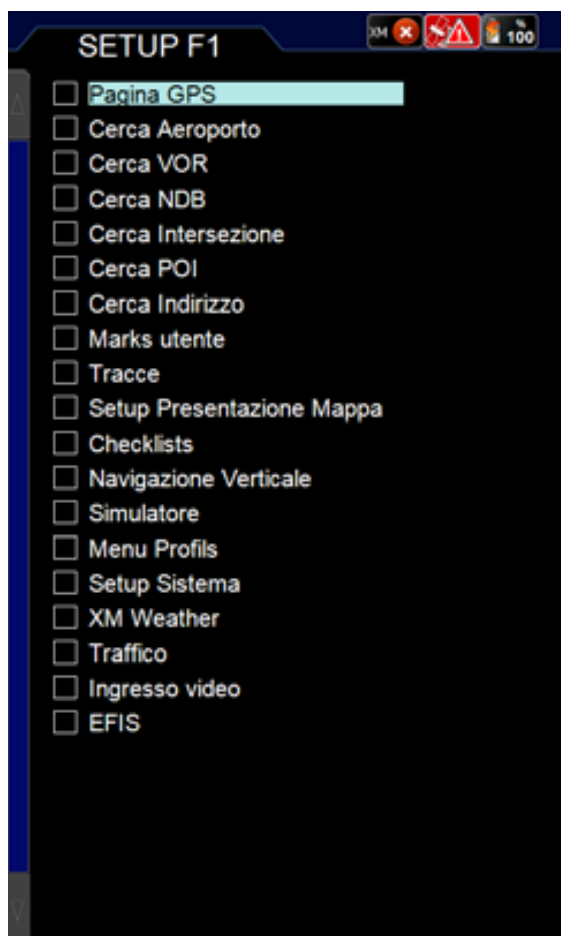 SETUP F1
XM
%
100
Pagina GPS
Cerca Aeroporto
Cerca VOR
Cerca NDB
Cerca Intersezione
Cerca POI
Cerca Indirizzo
Marks utente
Tracce
Setup Presentazione Mappa
Checklists
Navigazione Verticale
Simulatore
Menu Profils
Setup Sistema
XM Weather
Traffico
Ingresso video
EFIS